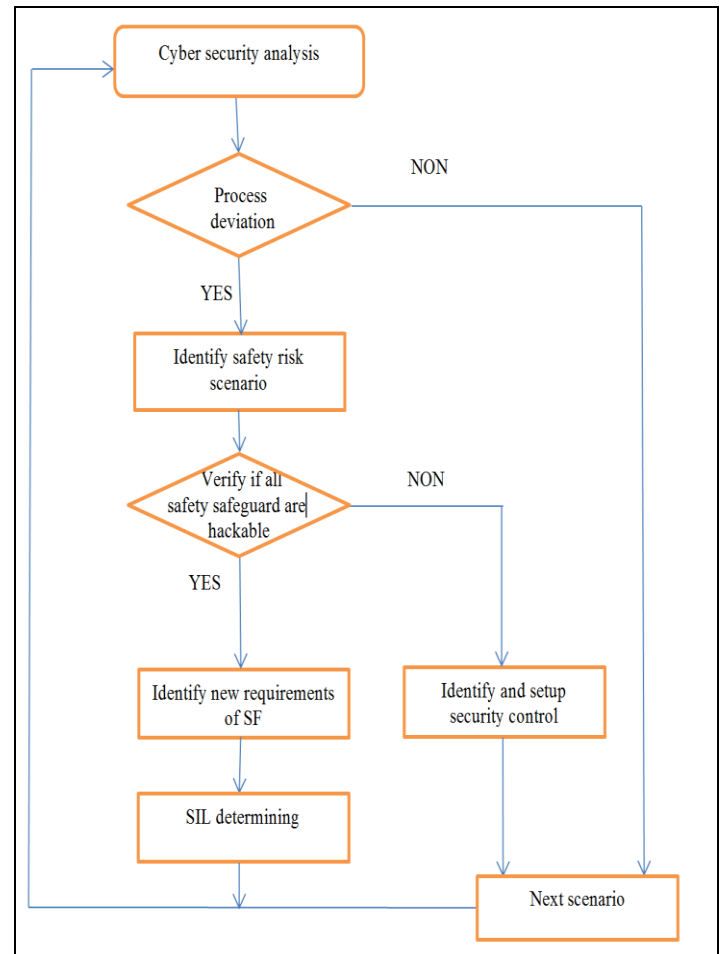 Cyber security analysis
NON
Process
deviation
YES
Identify safety risk
scenario
Verify if all
safety safeguard are
hackable
NON
YES
Identify new requirements
of SF
Identify and setup
security control
SIL determining
Next scenario